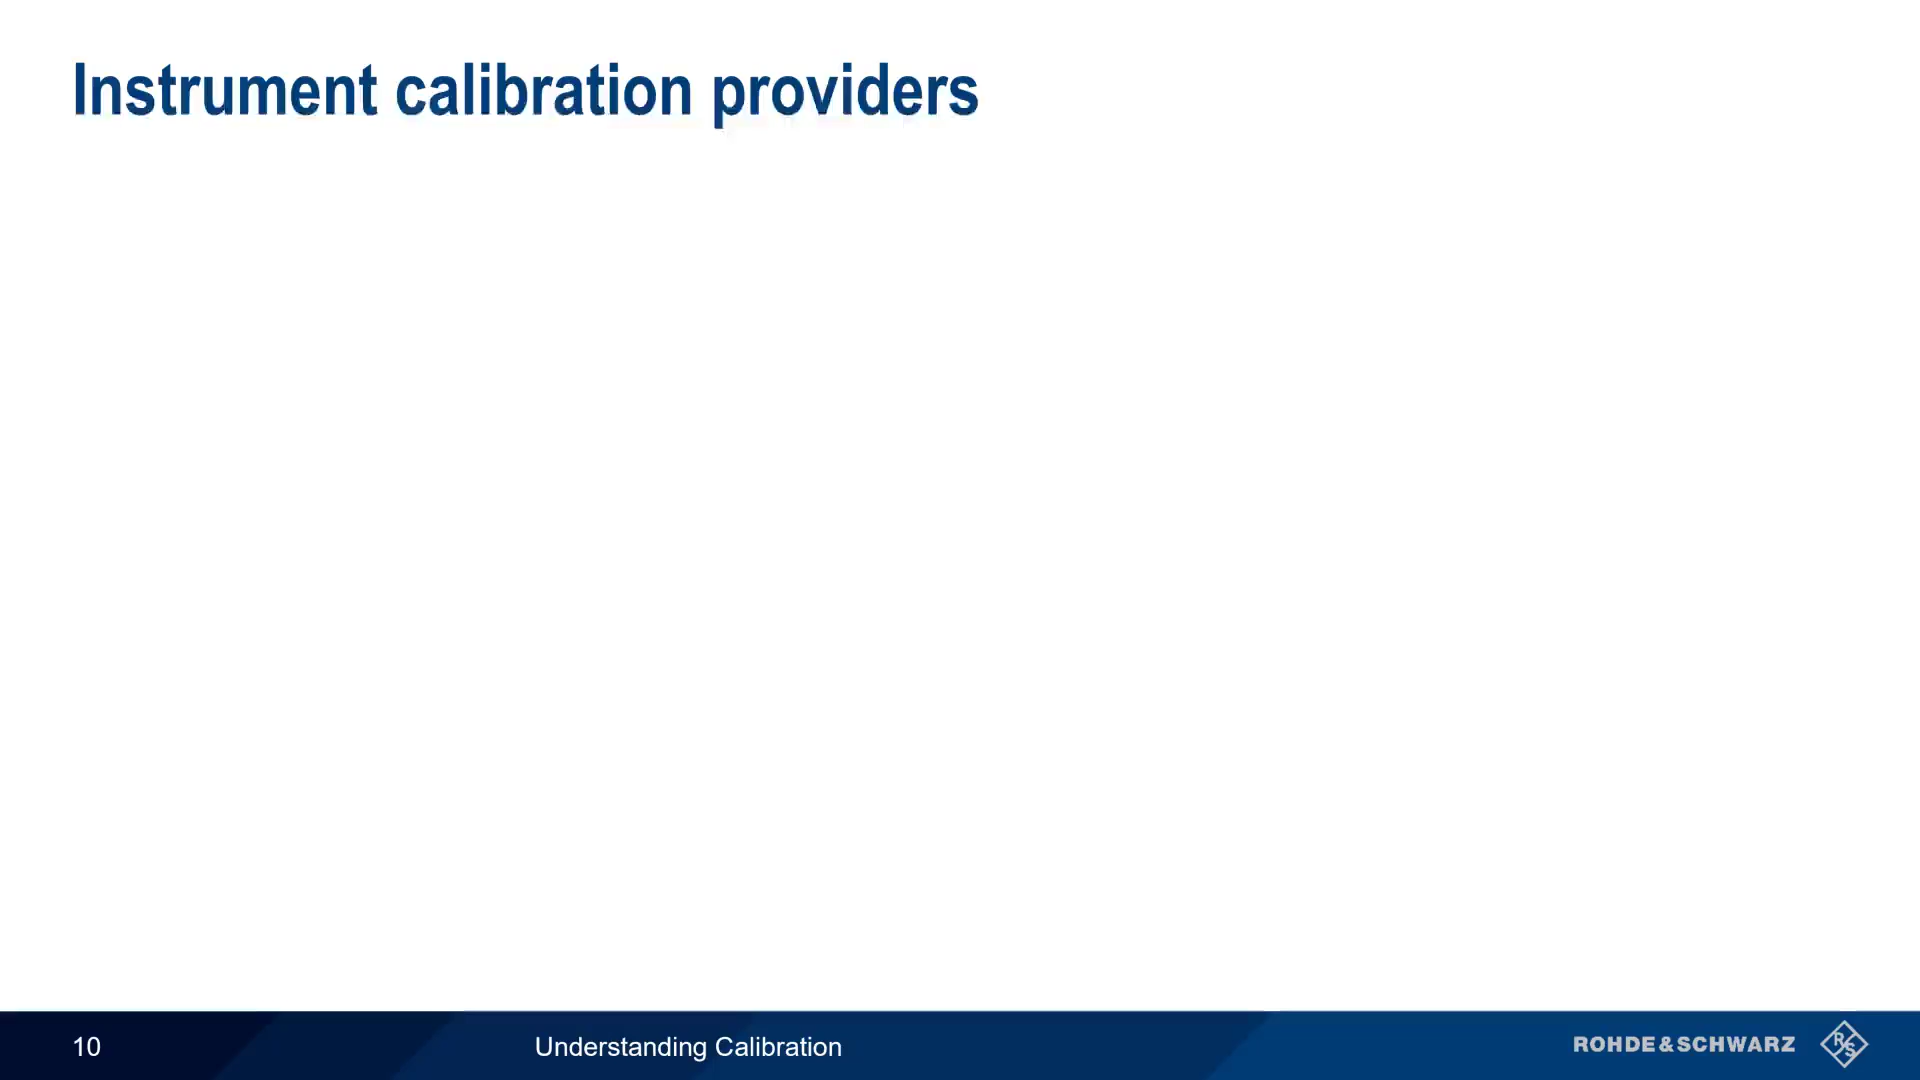 Instrument calibration providers
10
Understanding Calibration
ROHDE&SCHWARZ
R
S